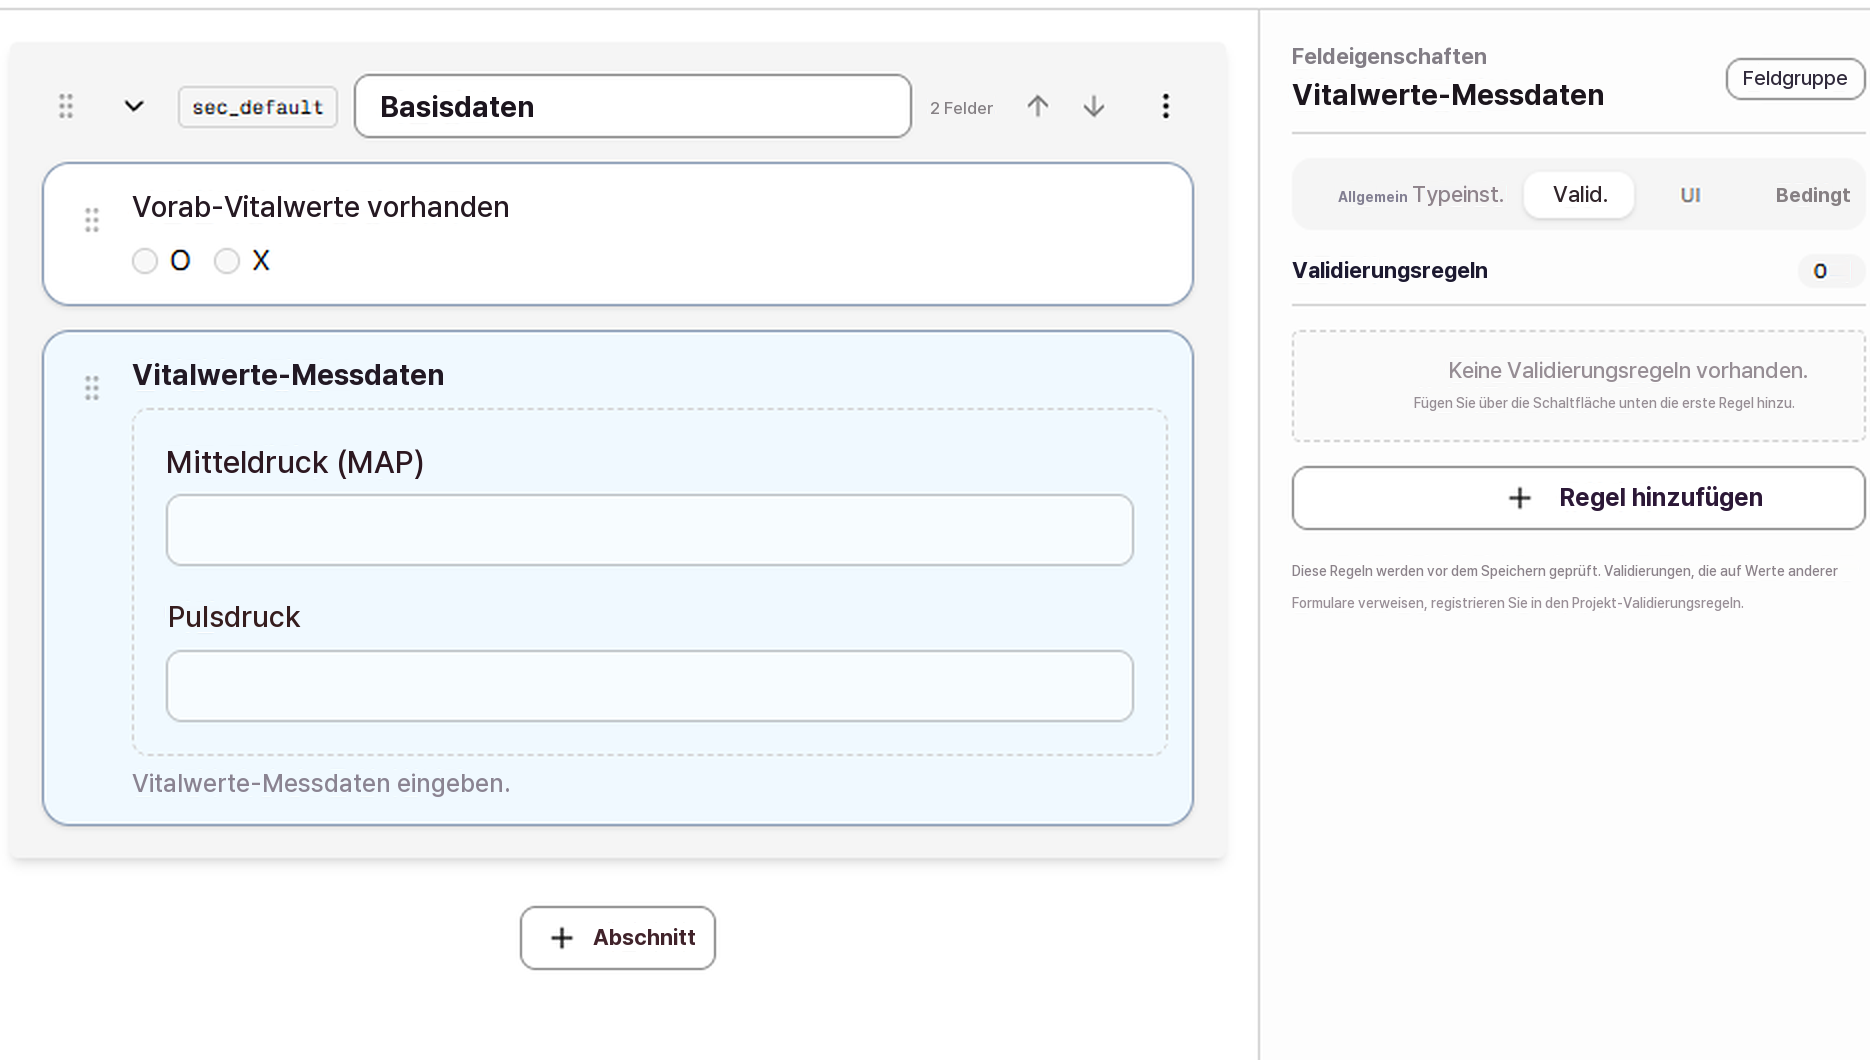 sec_default
Basisdaten
2 Felder
Vorab-Vitalwerte vorhanden
O X
Vitalwerte-Messdaten
Mitteldruck (MAP)
Pulsdruck
Vitalwerte-Messdaten eingeben.
Abschnitt
Feldeigenschaften
Vitalwerte-Messdaten
Feldgruppe
Allgemein Typeinst. Valid. UI Bedingt
Validierungsregeln 0
Keine Validierungsregeln vorhanden.
Fügen Sie über die Schaltfläche unten die erste Regel hinzu.
Regel hinzufügen
Diese Regeln werden vor dem Speichern geprüft. Validierungen, die auf Werte anderer
Formulare verweisen, registrieren Sie in den Projekt-Validierungsregeln.